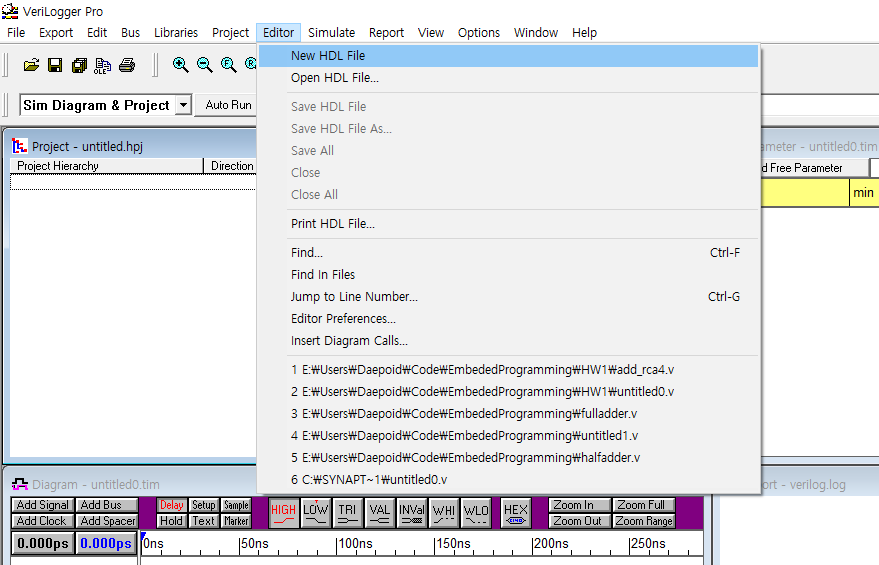 VeriLogger Pro
File Export Edit Bus Libraries Project Editor Simulate Report View Options Window Help
New HDL File
Open HDL File...
Save HDL File
Save HDL File As...
Save All
Close
Close All
Print HDL File...
Find... Ctrl-F
Find In Files
Jump to Line Number... Ctrl-G
Editor Preferences...
Insert Diagram Calls...
1 E:₩Users₩Daepoid₩Code₩EmbededProgramming₩HW1₩add_rca4.v
2 E:₩Users₩Daepoid₩Code₩EmbededProgramming₩HW1₩untitled0.v
3 E:₩Users₩Daepoid₩Code₩EmbededProgramming₩fulladder.v
4 E:₩Users₩Daepoid₩Code₩EmbededProgramming₩untitled1.v
5 E:₩Users₩Daepoid₩Code₩EmbededProgramming₩halfadder.v
6 C:₩SYNAPT~1₩untitled0.v
OLE F R
Sim Diagram & Project Auto Run
Project - untitled.hpj
Project Hierarchy Direction
ameter - untitled0.tim
d Free Parameter
min
Diagram - untitled0.tim
ort - verilog.log
Add Signal Add Bus Delay Setup Sample HIGH LOW TRI VAL INVal WHI WLO HEX Zoom In Zoom Full
Add Clock Add Spacer Hold Text Marker Zoom Out Zoom Range
0.000ps 0.000ps 0ns 50ns 100ns 150ns 200ns 250ns